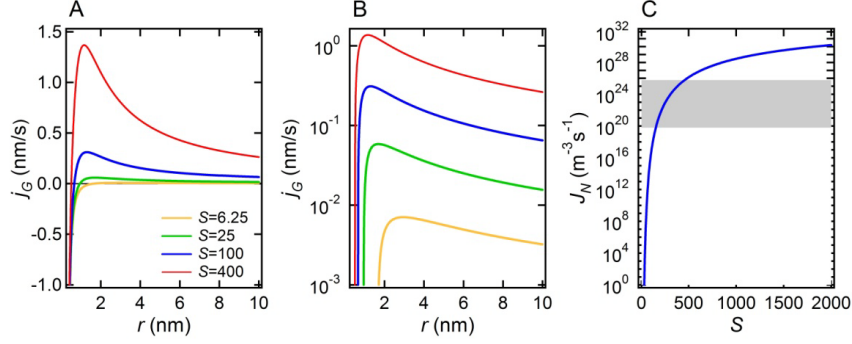 A
B
C
j_G (nm/s)
1.5
1.0
0.5
0.0
-0.5
-1.0
S=6.25
S=25
S=100
S=400
2
4
6
8
10
r (nm)
j_G (nm/s)
10^0
10^-1
10^-2
10^-3
0
2
4
6
8
10
r (nm)
J_N (m^-3 s^-1)
10^32
10^28
10^24
10^20
10^16
10^12
10^8
10^4
10^0
0
500
1000
1500
2000
S